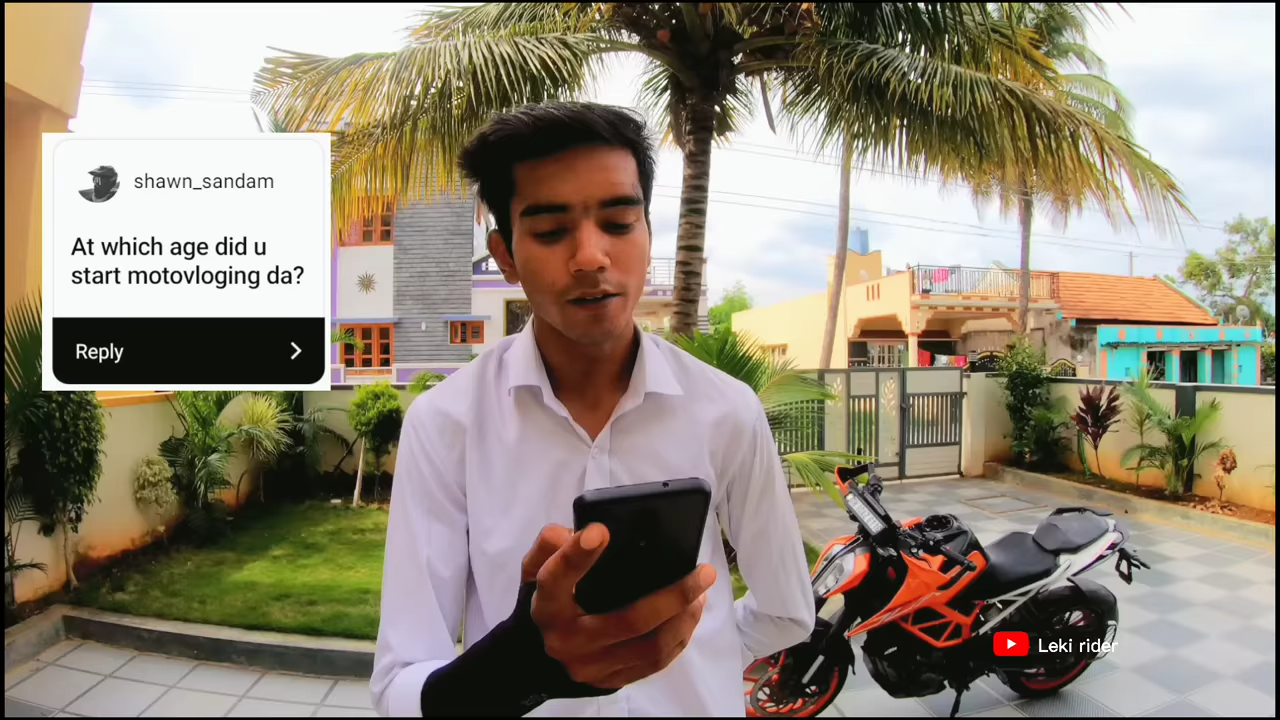 shawn_sandam
At which age did u
start motovloging da?
Reply
Leki rider